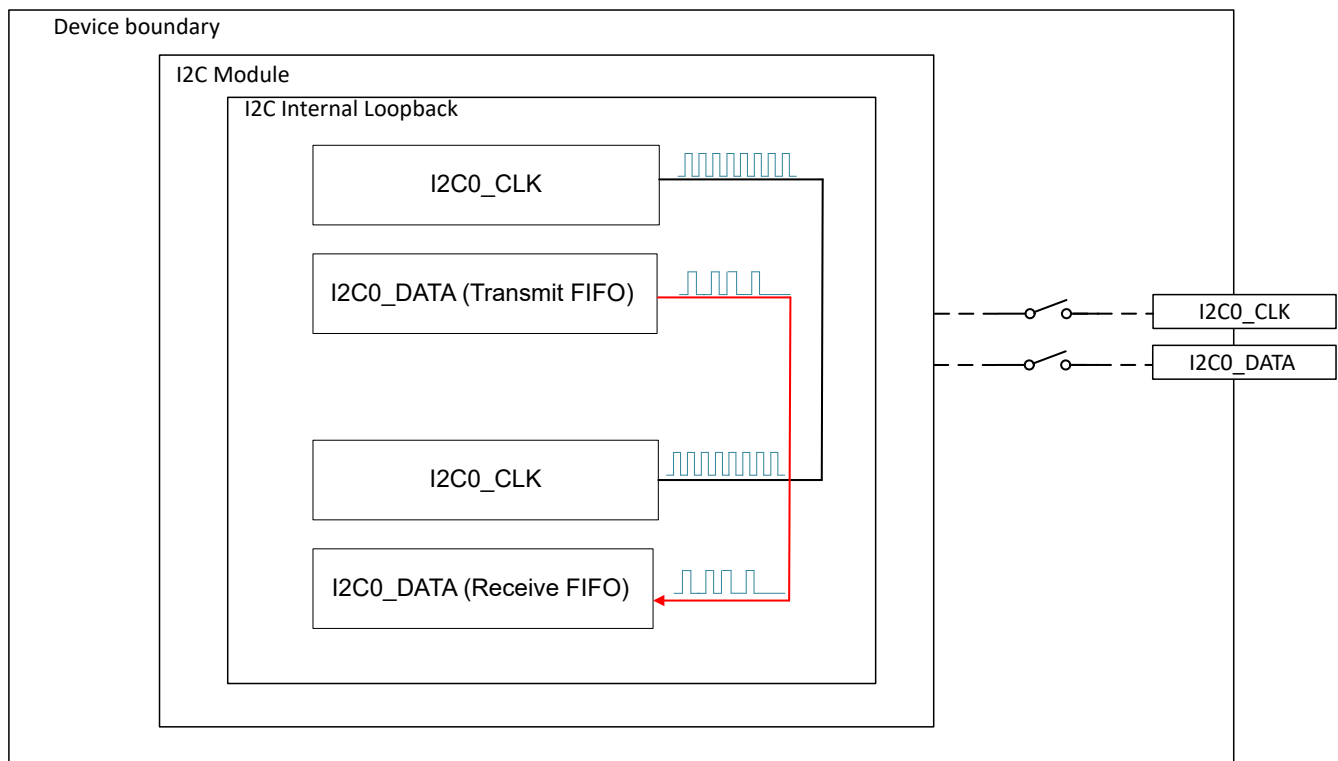 Device boundary
I2C Module
I2C Internal Loopback
I2C0_CLK
I2C0_DATA (Transmit FIFO)
I2C0_CLK
I2C0_DATA
I2C0_CLK
I2C0_DATA (Receive FIFO)